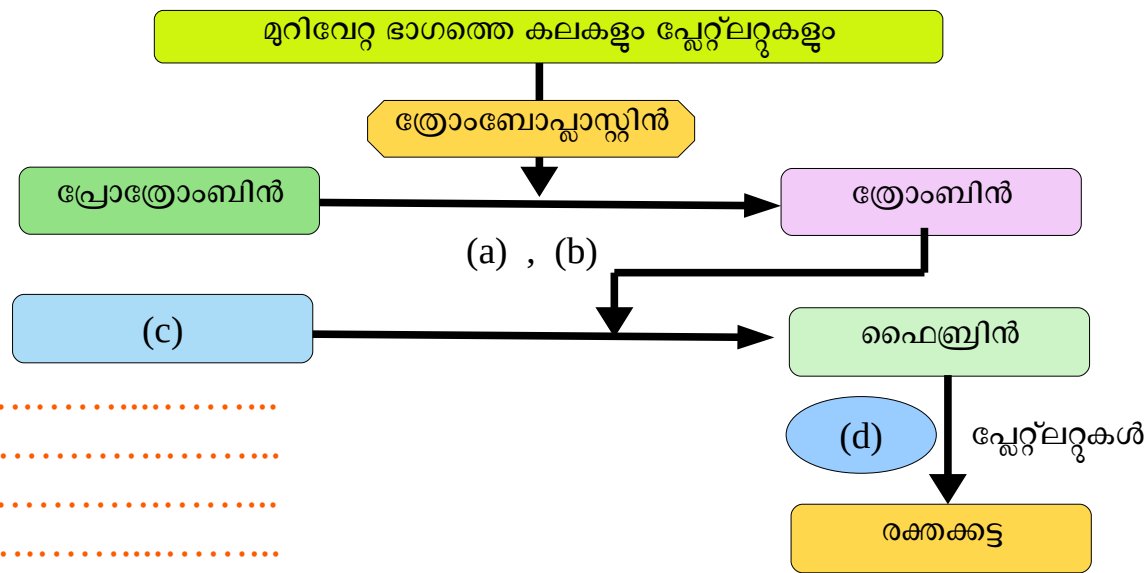 മുറിവേറ്റ ഭാഗത്തെ കലകളും പ്ലേറ്റ്ലറ്റുകളും
ത്രോംബോപ്ലാസ്റ്റിൻ
പ്രോത്രോംബിൻ
ത്രോംബിൻ
(a) , (b)
(c)
ഫൈബ്രിൻ
(d)
പ്ലേറ്റ്ലറ്റുകൾ
രക്തക്കട്ട